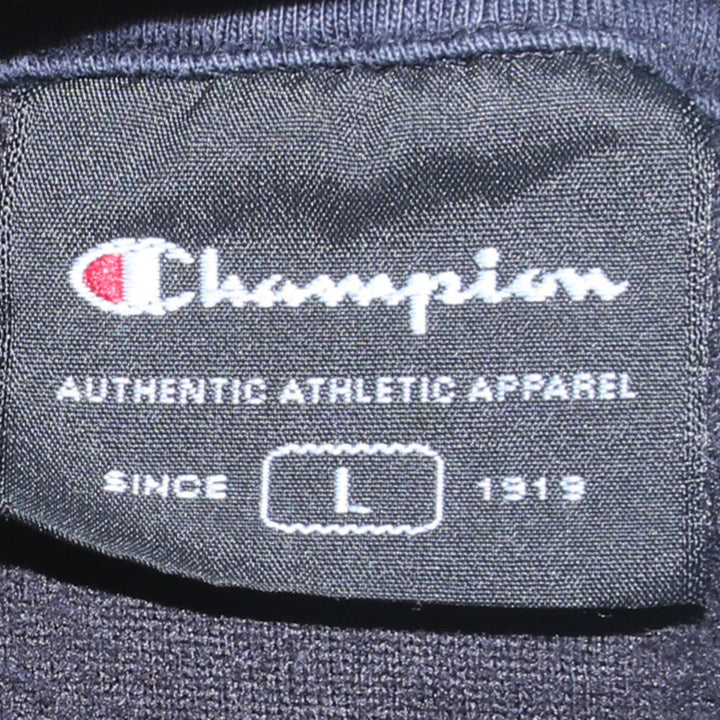 Champion
AUTHENTIC ATHLETIC APPAREL
SINCE L 1919